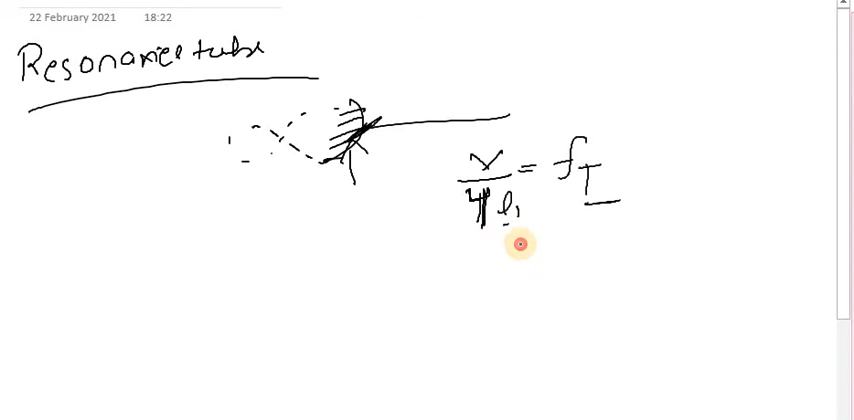 22 February 2021 18:22
Resonance tube
v/4l₁ = f_T